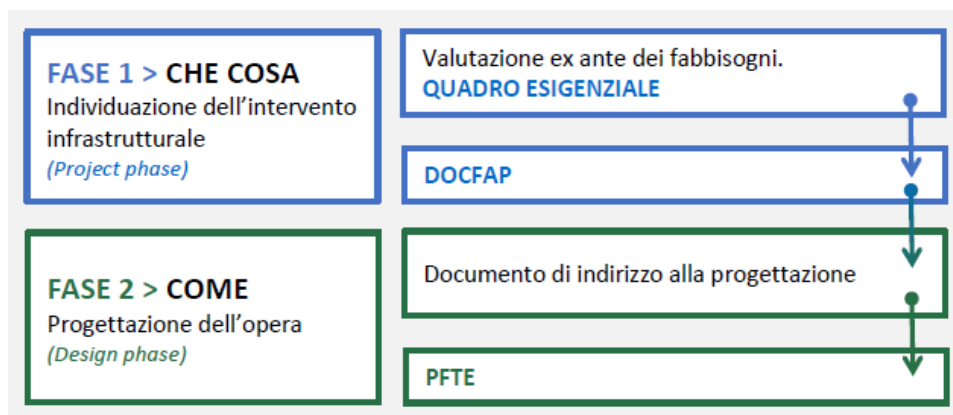 FASE 1 > CHE COSA
Individuazione dell'intervento
infrastrutturale
(Project phase)
Valutazione ex ante dei fabbisogni.
QUADRO ESIGENZIALE
DOCFAP
FASE 2 > COME
Progettazione dell'opera
(Design phase)
Documento di indirizzo alla progettazione
PFTE